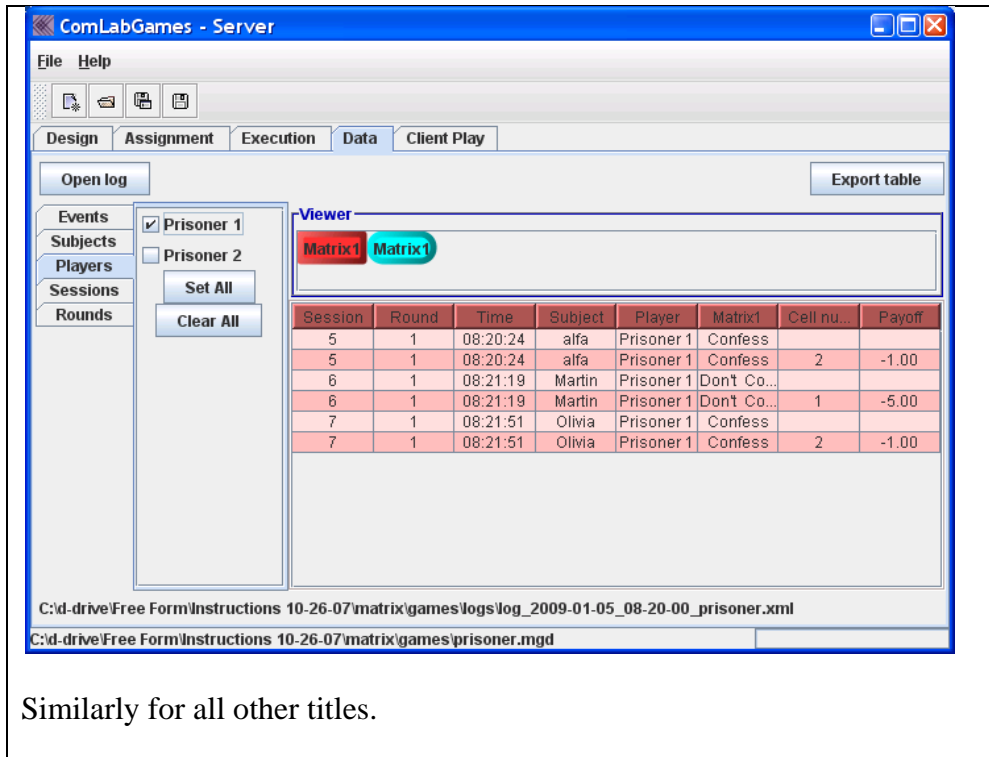 ComLabGames - Server
File Help
Design Assignment Execution Data Client Play
Open log Export table
Events
Subjects
Players
Sessions
Rounds
Prisoner 1
Prisoner 2
Set All
Clear All
Viewer
Matrix1 Matrix1
Session Round Time Subject Player Matrix1 Cell nu... Payoff
5 1 08:20:24 alfa Prisoner 1 Confess
5 1 08:20:24 alfa Prisoner 1 Confess 2 -1.00
6 1 08:21:19 Martin Prisoner 1 Don't Co...
6 1 08:21:19 Martin Prisoner 1 Don't Co... 1 -5.00
7 1 08:21:51 Olivia Prisoner 1 Confess
7 1 08:21:51 Olivia Prisoner 1 Confess 2 -1.00
C:\d-drive\Free Form\Instructions 10-26-07\matrix\games\logs\log_2009-01-05_08-20-00_prisoner.xml
C:\d-drive\Free Form\Instructions 10-26-07\matrix\games\prisoner.mgd
Similarly for all other titles.